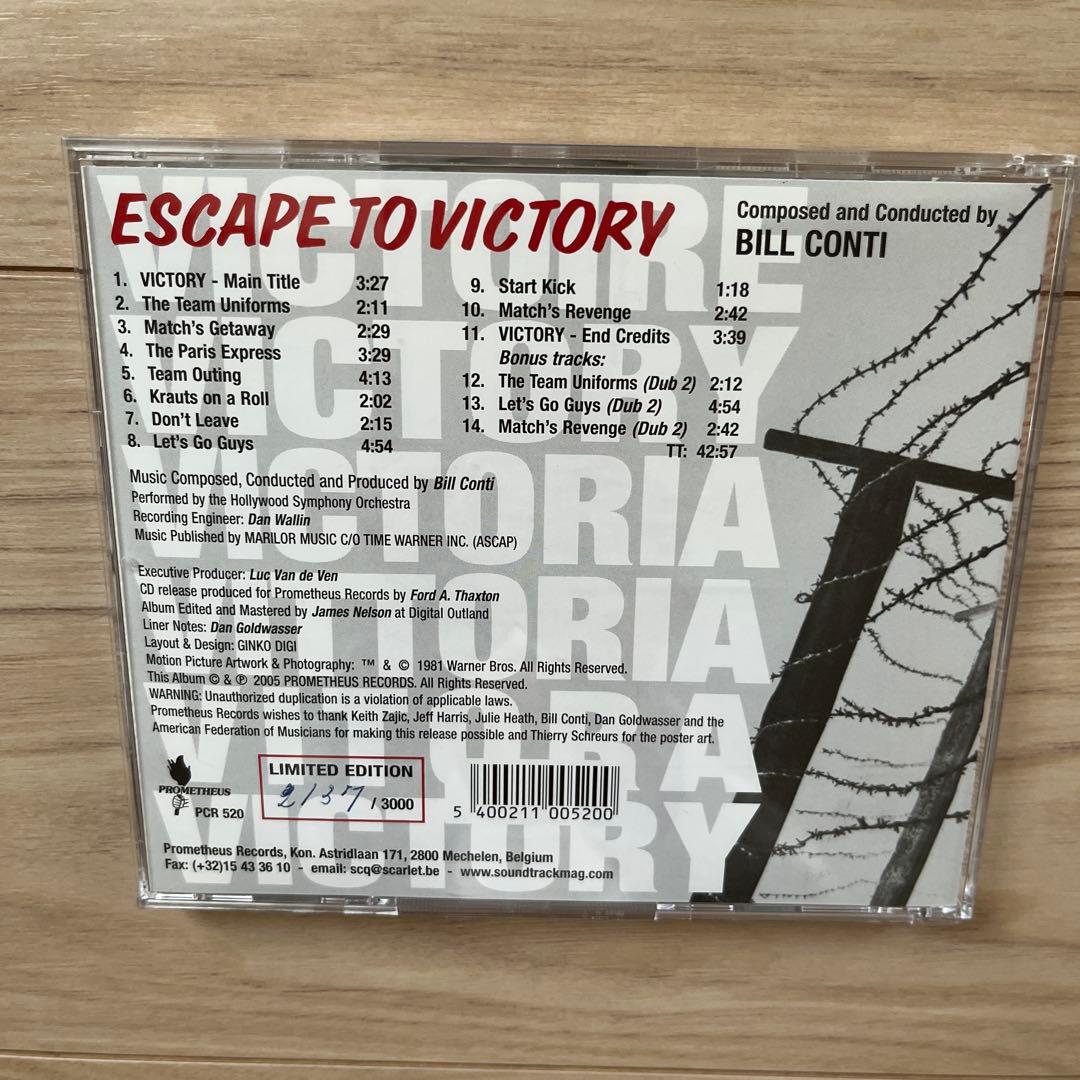 VICTOIRE
VICTORY
VICTORIA
VITTORIA
VITÓRIA
VICTORY
ESCAPE TO VICTORY
Composed and Conducted by
BILL CONTI
1. VICTORY - Main Title 3:27
2. The Team Uniforms 2:11
3. Match's Getaway 2:29
4. The Paris Express 3:29
5. Team Outing 4:13
6. Krauts on a Roll 2:02
7. Don't Leave 2:15
8. Let's Go Guys 4:54
9. Start Kick 1:18
10. Match's Revenge 2:42
11. VICTORY - End Credits 3:39
Bonus tracks:
12. The Team Uniforms (Dub 2) 2:12
13. Let's Go Guys (Dub 2) 4:54
14. Match's Revenge (Dub 2) 2:42
TT: 42:57
Music Composed, Conducted and Produced by Bill Conti
Performed by the Hollywood Symphony Orchestra
Recording Engineer: Dan Wallin
Music Published by MARILOR MUSIC C/O TIME WARNER INC. (ASCAP)
Executive Producer: Luc Van de Ven
CD release produced for Prometheus Records by Ford A. Thaxton
Album Edited and Mastered by James Nelson at Digital Outland
Liner Notes: Dan Goldwasser
Layout & Design: GINKO DIGI
Motion Picture Artwork & Photography: ™ & © 1981 Warner Bros. All Rights Reserved.
This Album © & ℗ 2005 PROMETHEUS RECORDS. All Rights Reserved.
WARNING: Unauthorized duplication is a violation of applicable laws.
Prometheus Records wishes to thank Keith Zajic, Jeff Harris, Julie Heath, Bill Conti, Dan Goldwasser and the
American Federation of Musicians for making this release possible and Thierry Schreurs for the poster art.
PROMETHEUS
PCR 520
LIMITED EDITION
2137 / 3000
5 400211 005200
Prometheus Records, Kon. Astridlaan 171, 2800 Mechelen, Belgium
Fax: (+32)15 43 36 10 - email: scq@scarlet.be - www.soundtrackmag.com